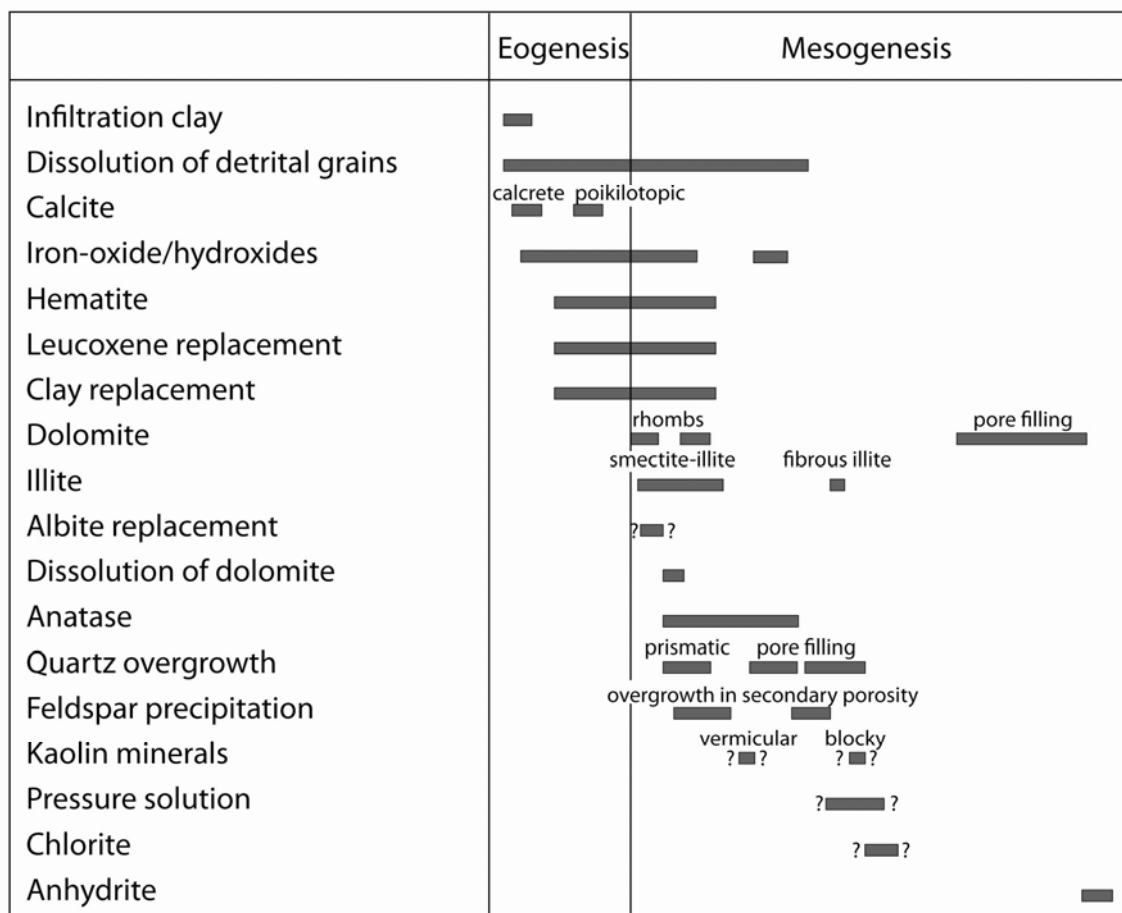 Eogenesis Mesogenesis
Infiltration clay
Dissolution of detrital grains
calcrete poikilotopic
Calcite
Iron-oxide/hydroxides
Hematite
Leucoxene replacement
Clay replacement
rhombs pore filling
Dolomite
smectite-illite fibrous illite
Illite
Albite replacement ? ?
Dissolution of dolomite
Anatase
prismatic pore filling
Quartz overgrowth
overgrowth in secondary porosity
Feldspar precipitation
vermicular blocky
Kaolin minerals ? ? ? ?
Pressure solution ? ?
Chlorite ? ?
Anhydrite